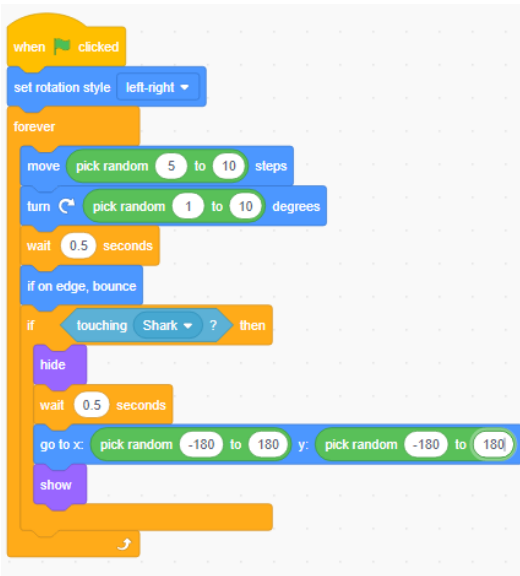 when clicked
set rotation style left-right
forever
move pick random 5 to 10 steps
turn pick random 1 to 10 degrees
wait 0.5 seconds
if on edge, bounce
if touching Shark ? then
hide
wait 0.5 seconds
go to x: pick random -180 to 180 y: pick random -180 to 180
show